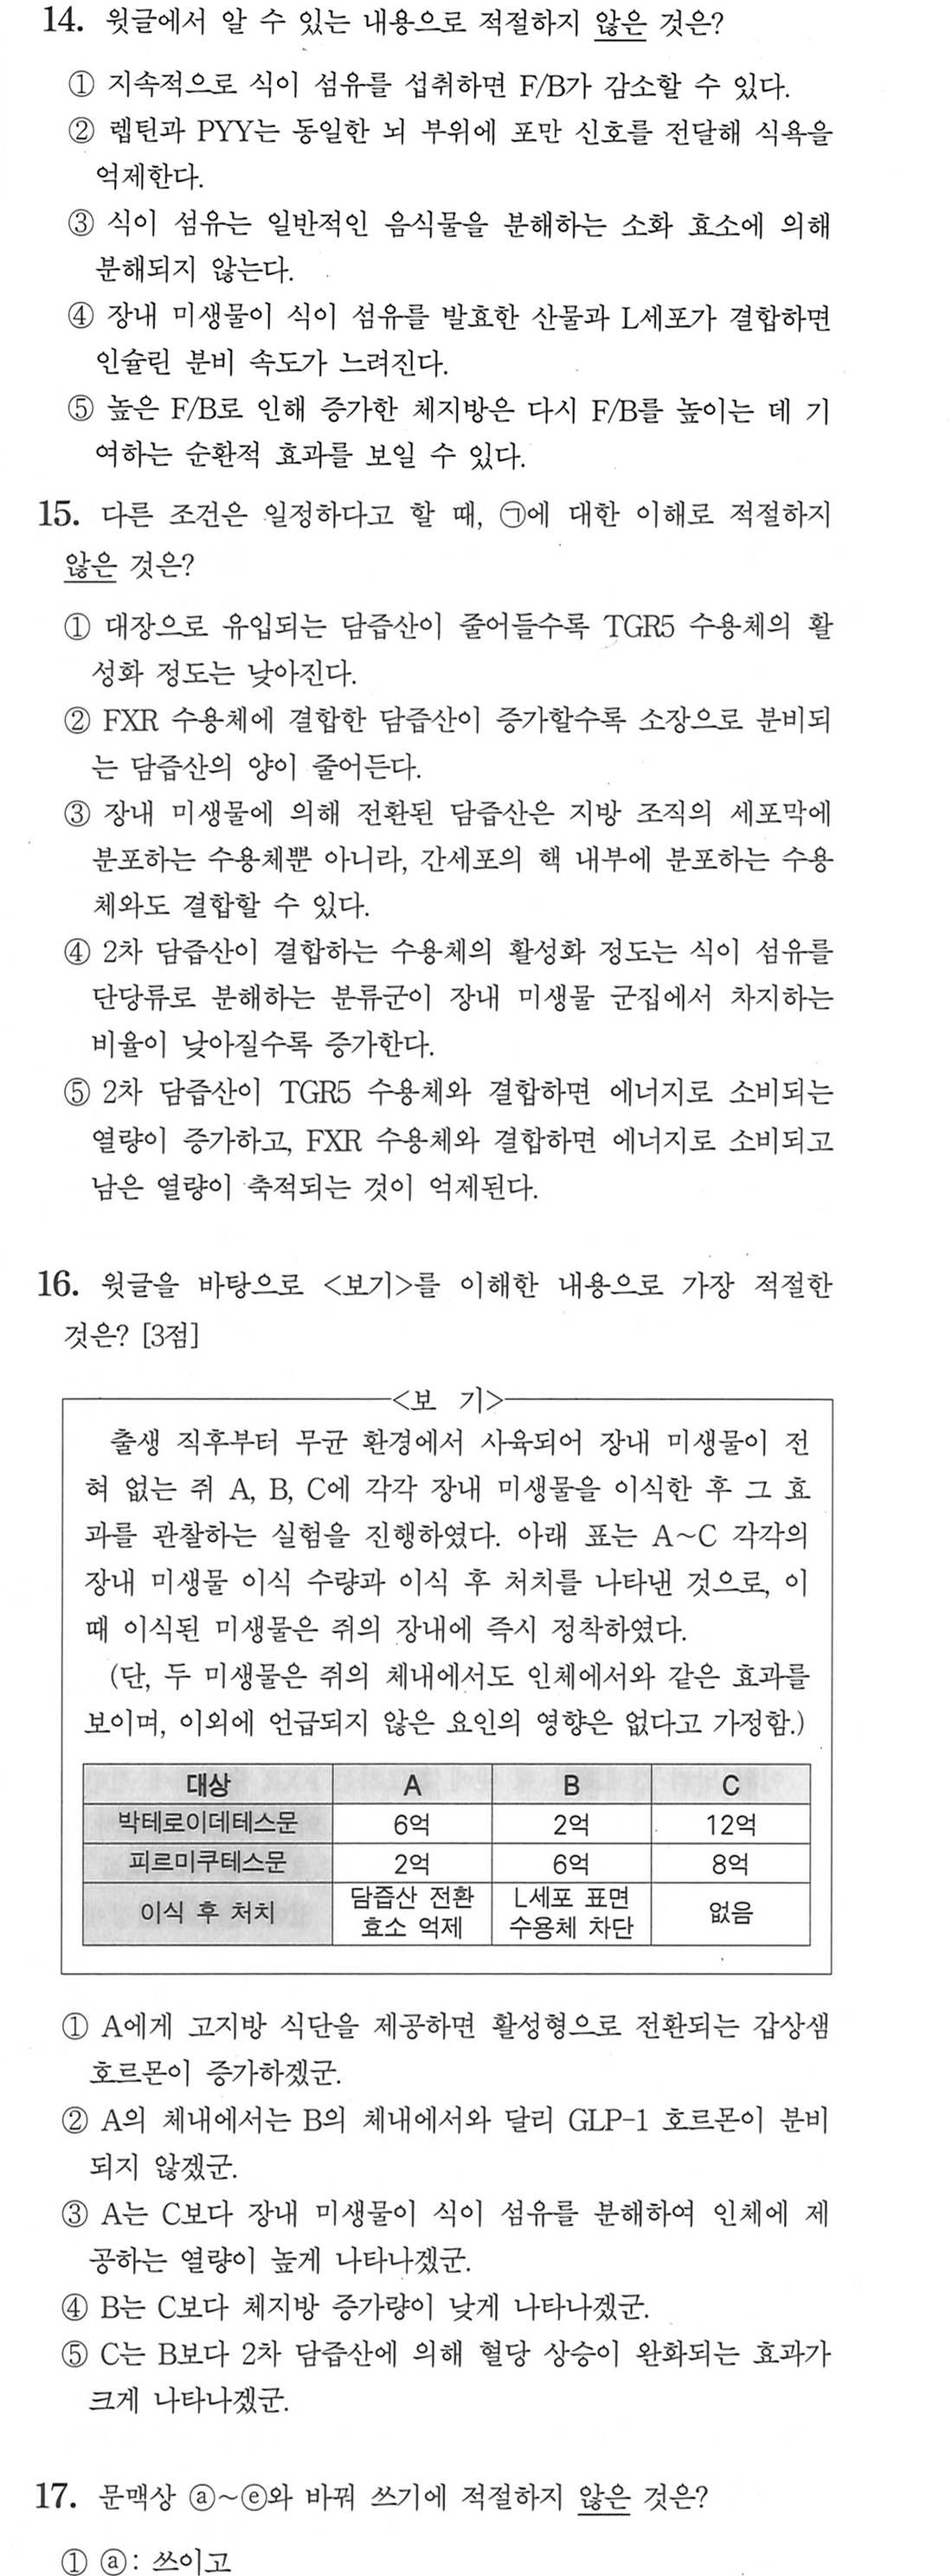 14. 윗글에서 알 수 있는 내용으로 적절하지 않은 것은?
① 지속적으로 식이 섬유를 섭취하면 F/B가 감소할 수 있다.
② 렙틴과 PYY는 동일한 뇌 부위에 포만 신호를 전달해 식욕을
억제한다.
③ 식이 섬유는 일반적인 음식물을 분해하는 소화 효소에 의해
분해되지 않는다.
④ 장내 미생물이 식이 섬유를 발효한 산물과 L세포가 결합하면
인슐린 분비 속도가 느려진다.
⑤ 높은 F/B로 인해 증가한 체지방은 다시 F/B를 높이는 데 기
여하는 순환적 효과를 보일 수 있다.
15. 다른 조건은 일정하다고 할 때, ㉠에 대한 이해로 적절하지
않은 것은?
① 대장으로 유입되는 담즙산이 줄어들수록 TGR5 수용체의 활
성화 정도는 낮아진다.
② FXR 수용체에 결합한 담즙산이 증가할수록 소장으로 분비되
는 담즙산의 양이 줄어든다.
③ 장내 미생물에 의해 전환된 담즙산은 지방 조직의 세포막에
분포하는 수용체뿐 아니라, 간세포의 핵 내부에 분포하는 수용
체와도 결합할 수 있다.
④ 2차 담즙산이 결합하는 수용체의 활성화 정도는 식이 섬유를
단당류로 분해하는 분류군이 장내 미생물 군집에서 차지하는
비율이 낮아질수록 증가한다.
⑤ 2차 담즙산이 TGR5 수용체와 결합하면 에너지로 소비되는
열량이 증가하고, FXR 수용체와 결합하면 에너지로 소비되고
남은 열량이 축적되는 것이 억제된다.
16. 윗글을 바탕으로 <보기>를 이해한 내용으로 가장 적절한
것은? [3점]
<보 기>
출생 직후부터 무균 환경에서 사육되어 장내 미생물이 전
혀 없는 쥐 A, B, C에 각각 장내 미생물을 이식한 후 그 효
과를 관찰하는 실험을 진행하였다. 아래 표는 A~C 각각의
장내 미생물 이식 수량과 이식 후 처치를 나타낸 것으로, 이
때 이식된 미생물은 쥐의 장내에 즉시 정착하였다.
(단, 두 미생물은 쥐의 체내에서도 인체에서와 같은 효과를
보이며, 이외에 언급되지 않은 요인의 영향은 없다고 가정함.)
대상 A B C
박테로이데테스문 6억 2억 12억
피르미쿠테스문 2억 6억 8억
이식 후 처치 담즙산 전환 효소 억제 L세포 표면 수용체 차단 없음
① A에게 고지방 식단을 제공하면 활성형으로 전환되는 갑상샘
호르몬이 증가하겠군.
② A의 체내에서는 B의 체내에서와 달리 GLP-1 호르몬이 분비
되지 않겠군.
③ A는 C보다 장내 미생물이 식이 섬유를 분해하여 인체에 제
공하는 열량이 높게 나타나겠군.
④ B는 C보다 체지방 증가량이 낮게 나타나겠군.
⑤ C는 B보다 2차 담즙산에 의해 혈당 상승이 완화되는 효과가
크게 나타나겠군.
17. 문맥상 ⓐ~ⓔ와 바꿔 쓰기에 적절하지 않은 것은?
① ⓐ: 쓰이고